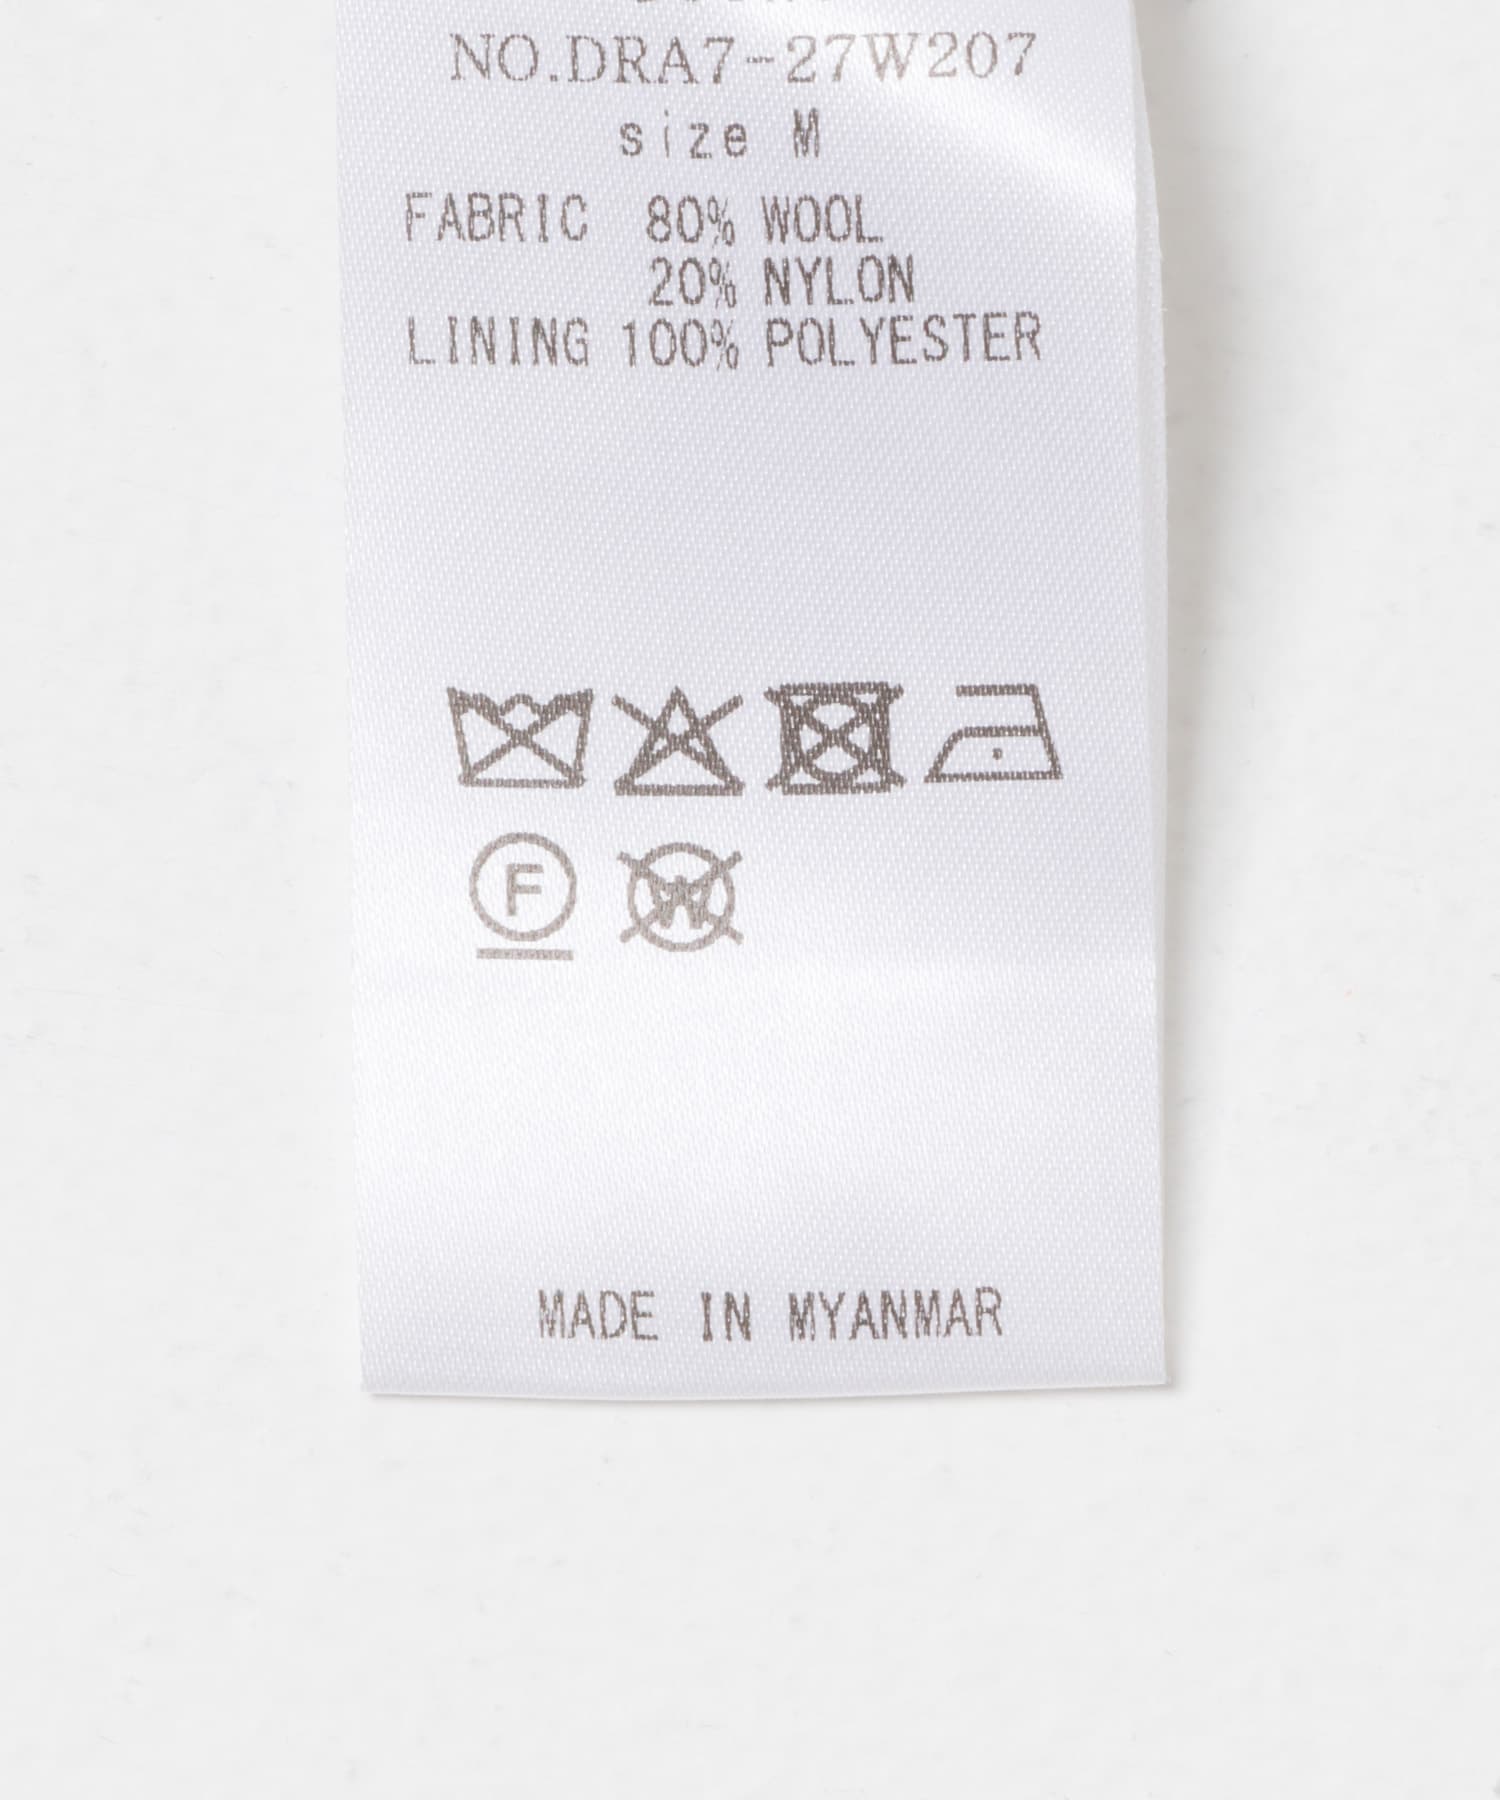 NO.DRA7-27W207
size M
FABRIC 80% WOOL
20% NYLON
LINING 100% POLYESTER
F W
MADE IN MYANMAR